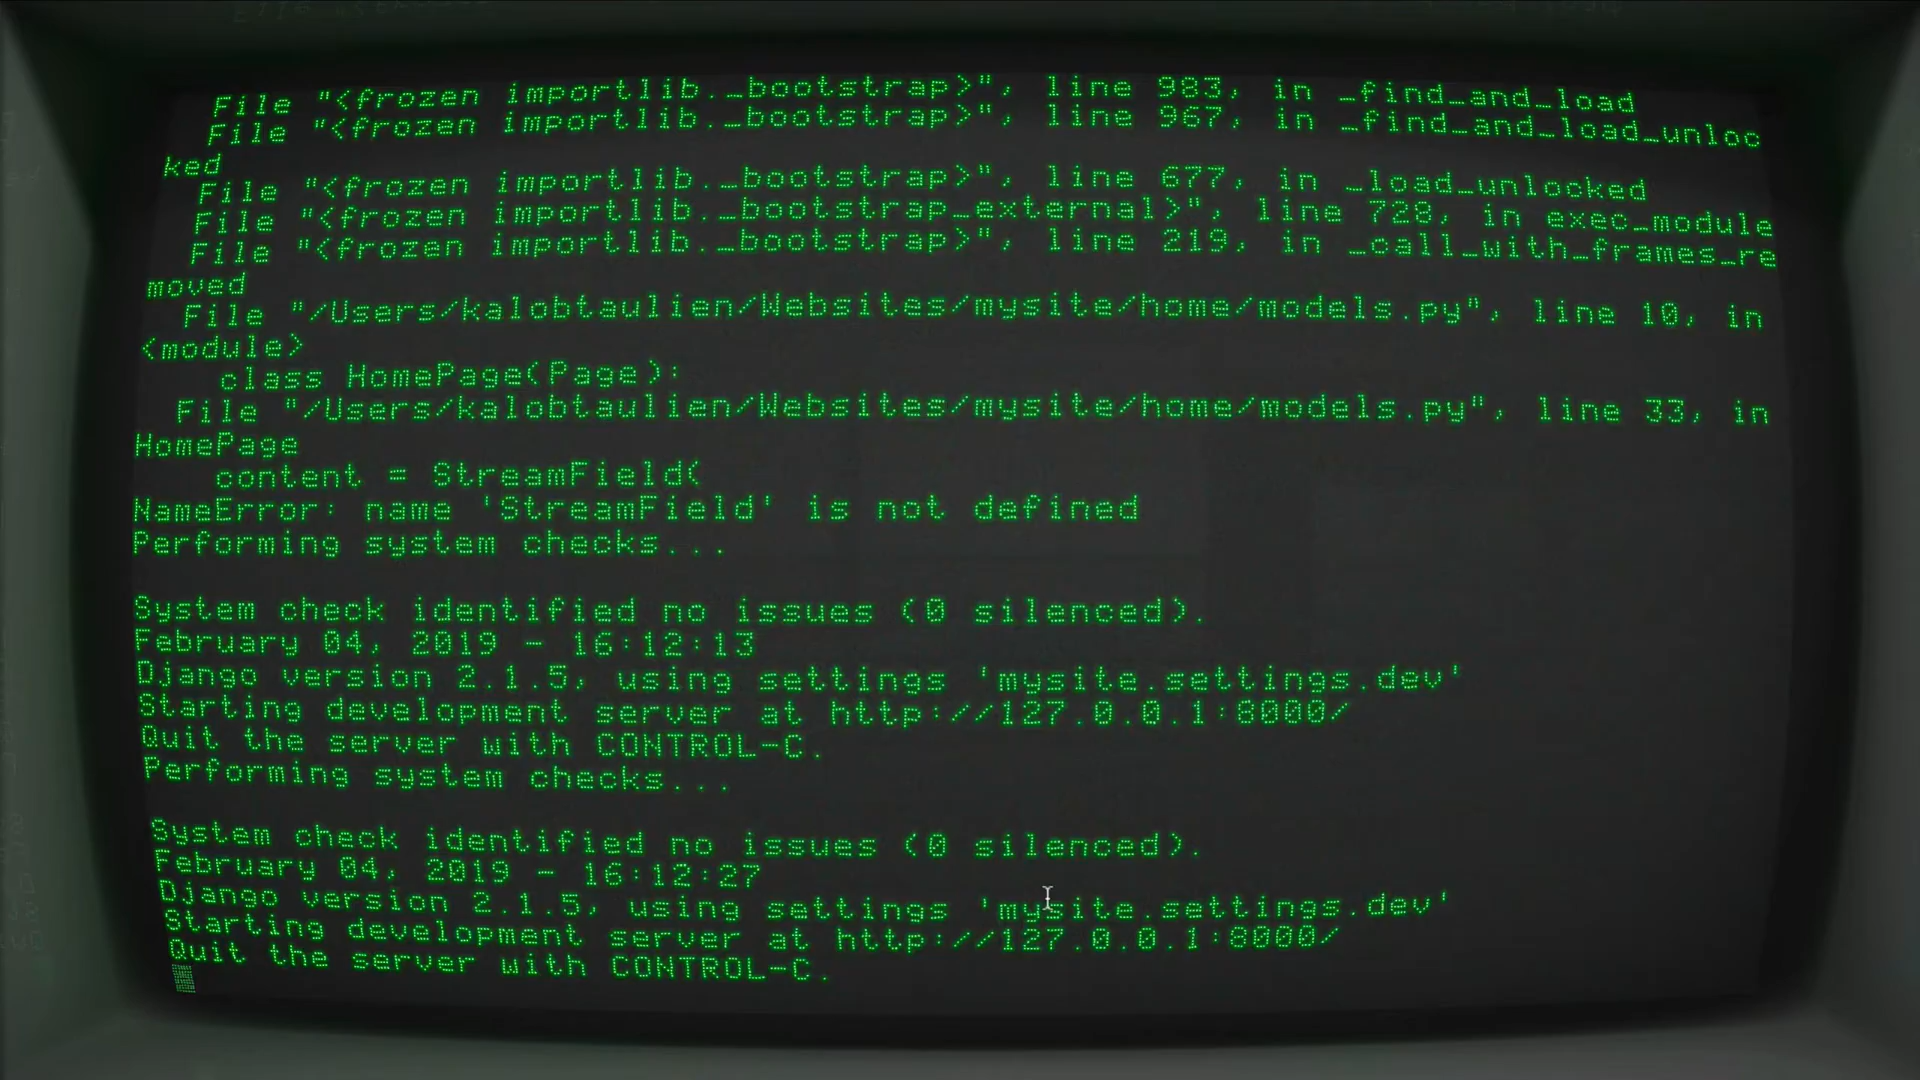 File "<frozen importlib._bootstrap>", line 983, in _find_and_load
File "<frozen importlib._bootstrap>", line 967, in _find_and_load_unloc
ked
File "<frozen importlib._bootstrap>", line 677, in _load_unlocked
File "<frozen importlib._bootstrap_external>", line 728, in exec_module
File "<frozen importlib._bootstrap>", line 219, in _call_with_frames_re
moved
File "/Users/kalobtaulien/Websites/mysite/home/models.py", line 10, in
<module>
class HomePage(Page):
File "/Users/kalobtaulien/Websites/mysite/home/models.py", line 33, in
HomePage
content = StreamField(
NameError: name 'StreamField' is not defined
Performing system checks...
System check identified no issues (0 silenced).
February 04, 2019 - 16:12:13
Django version 2.1.5, using settings 'mysite.settings.dev'
Starting development server at http://127.0.0.1:8000/
Quit the server with CONTROL-C.
Performing system checks...
System check identified no issues (0 silenced).
February 04, 2019 - 16:12:27
Django version 2.1.5, using settings 'mysite.settings.dev'
Starting development server at http://127.0.0.1:8000/
Quit the server with CONTROL-C.